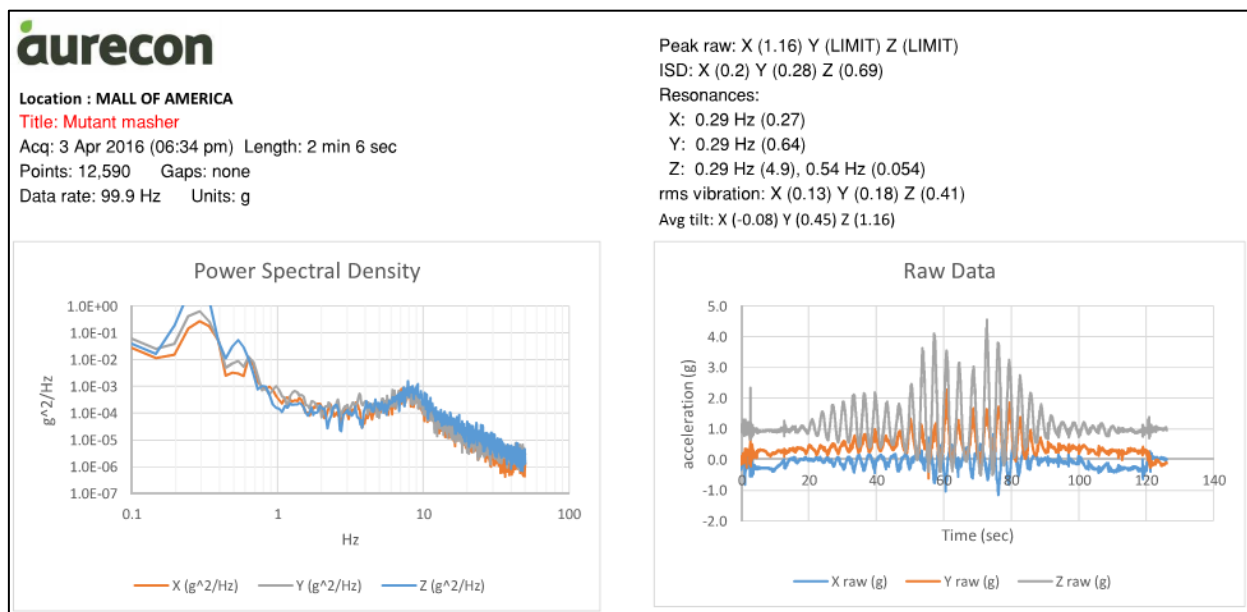 aurecon
Location : MALL OF AMERICA
Title: Mutant masher
Acq: 3 Apr 2016 (06:34 pm)  Length: 2 min 6 sec
Points: 12,590  Gaps: none
Data rate: 99.9 Hz  Units: g
Peak raw: X (1.16) Y (LIMIT) Z (LIMIT)
ISD: X (0.2) Y (0.28) Z (0.69)
Resonances:
X: 0.29 Hz (0.27)
Y: 0.29 Hz (0.64)
Z: 0.29 Hz (4.9), 0.54 Hz (0.054)
rms vibration: X (0.13) Y (0.18) Z (0.41)
Avg tilt: X (-0.08) Y (0.45) Z (1.16)
Power Spectral Density
1.0E+00
1.0E-01
1.0E-02
1.0E-03
1.0E-04
1.0E-05
1.0E-06
1.0E-07
g^2/Hz
0.1 1 10 100
Hz
X (g^2/Hz) Y (g^2/Hz) Z (g^2/Hz)
Raw Data
5.0
4.0
3.0
2.0
1.0
0.0
-1.0
-2.0
acceleration (g)
0 20 40 60 80 100 120 140
Time (sec)
X raw (g) Y raw (g) Z raw (g)